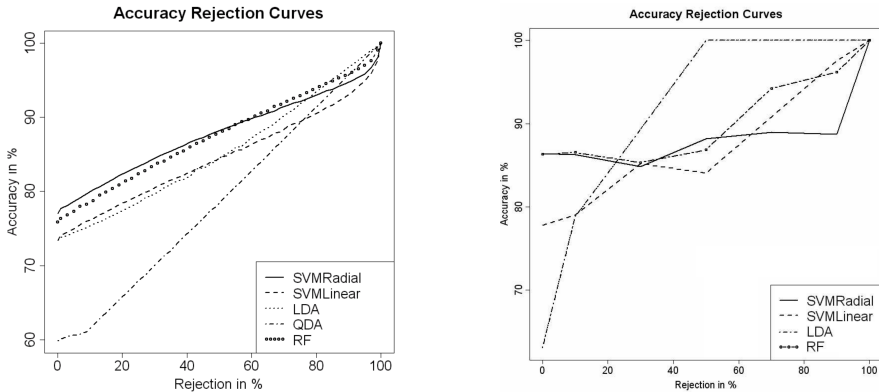 Accuracy Rejection Curves
Accuracy in %
100
90
80
70
60
0
20
40
60
80
100
Rejection in %
SVMRadial
SVMLinear
LDA
QDA
RF
Accuracy Rejection Curves
Accuracy in %
100
90
80
70
0
20
40
60
80
100
Rejection in %
SVMRadial
SVMLinear
LDA
RF